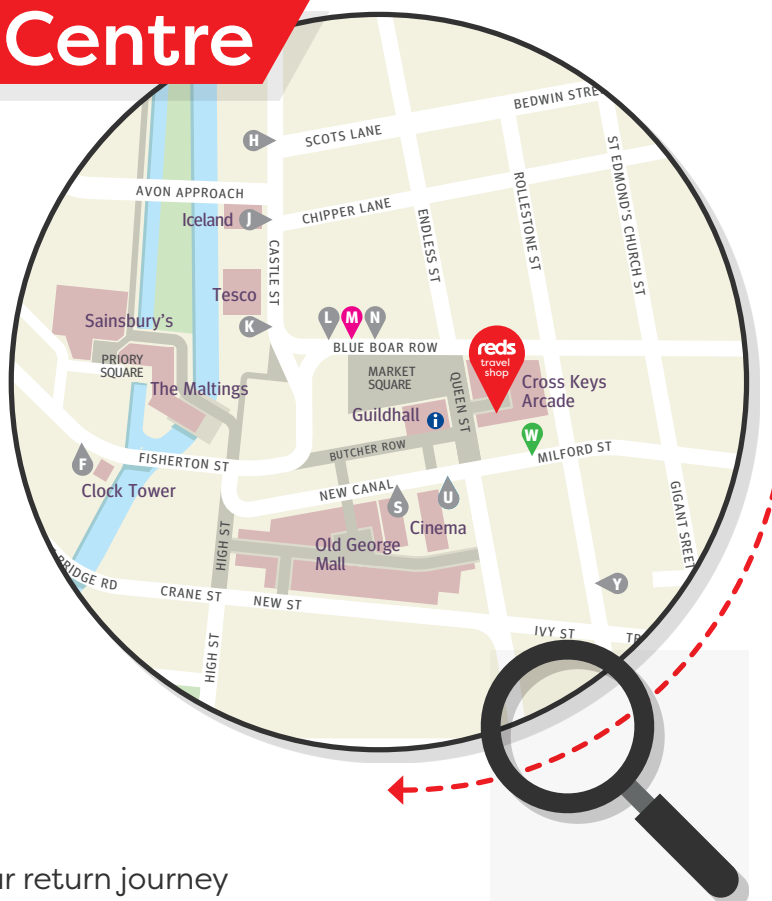 Centre
BEDWIN STRE
H
SCOTS LANE
ST EDMOND'S CHURCH ST
AVON APPROACH
ROLLESTONE ST
Iceland
J
CHIPPER LANE
ENDLESS ST
CASTLE ST
Tesco
Sainsbury's
K
L
M
N
BLUE BOAR ROW
reds
travel
shop
PRIORY
SQUARE
MARKET
SQUARE
The Maltings
QUEEN ST
Cross Keys
Arcade
Guildhall
i
W
BUTCHER ROW
MILFORD ST
F
FISHERTON ST
Clock Tower
NEW CANAL
S
U
GIGANT SREET
Cinema
HIGH ST
Old George
Mall
BRIDGE RD
CRANE ST
NEW ST
Y
IVY ST
TR
HIGH ST
ur return journey